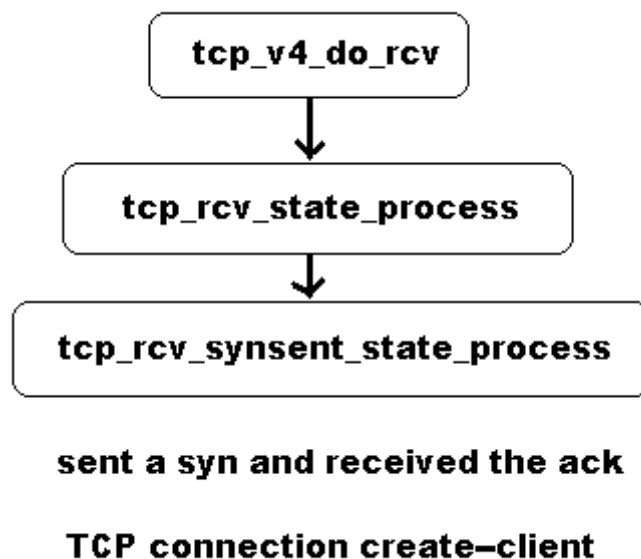 tcp_v4_do_rcv
tcp_rcv_state_process
tcp_rcv_synsent_state_process
sent a syn and received the ack
TCP connection create–client